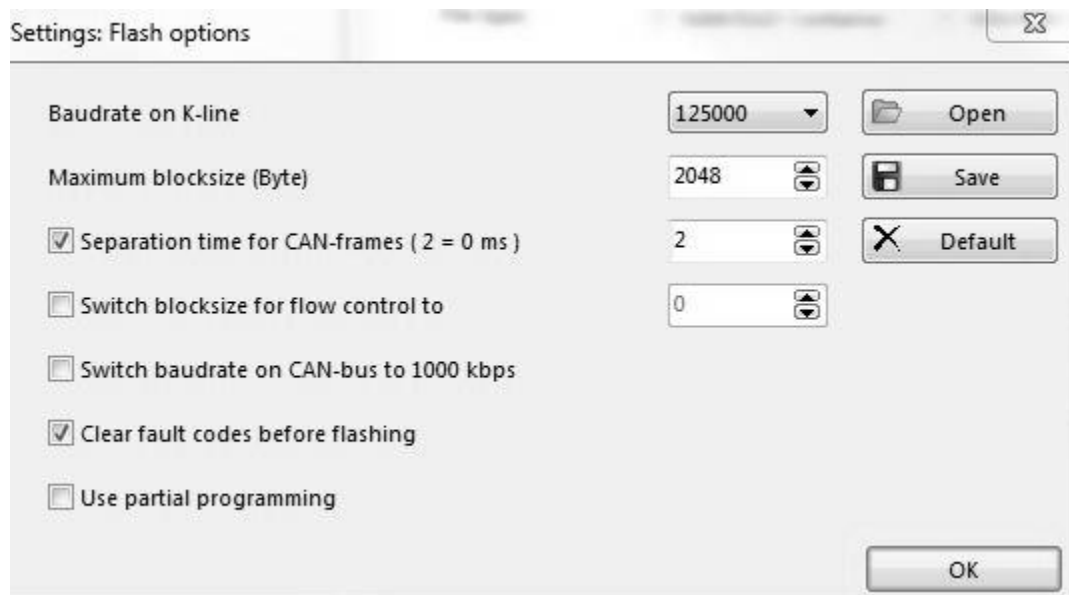 Settings: Flash options
Baudrate on K-line 125000 Open
Maximum blocksize (Byte) 2048 Save
Separation time for CAN-frames ( 2 = 0 ms ) 2 Default
Switch blocksize for flow control to 0
Switch baudrate on CAN-bus to 1000 kbps
Clear fault codes before flashing
Use partial programming
OK